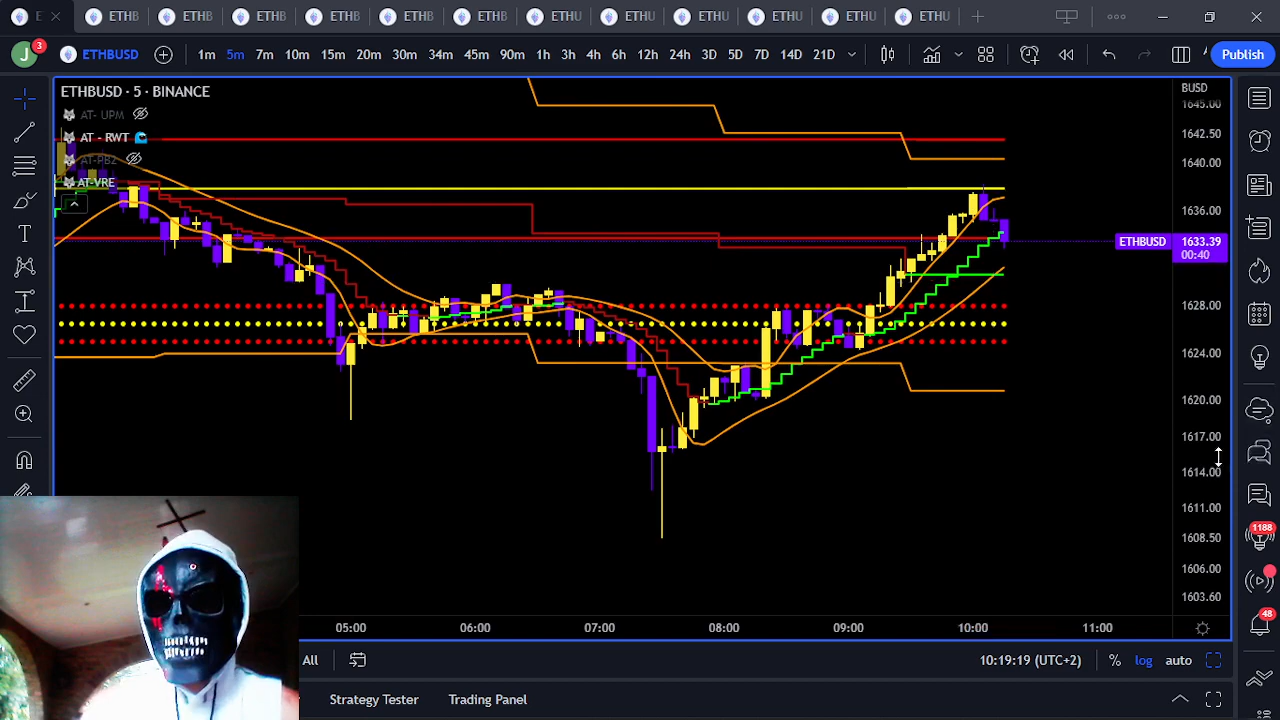 E ETHB ETHB ETHB ETHB ETHB ETHB ETHU ETHU ETHU ETHU ETHU ETHU
J 3 ETHBUSD 1m 5m 7m 10m 15m 20m 30m 34m 45m 90m 1h 3h 4h 6h 12h 24h 3D 5D 7D 14D 21D Publish
ETHBUSD · 5 · BINANCE
BUSD
AT- UPM
AT - RWT
AT-PB2
AT-VRE
1645.00
1642.50
1640.00
1636.00
ETHBUSD 1633.39
00:40
1628.00
1624.00
1620.00
1617.00
1614.00
1611.00
1608.50
1606.00
1603.60
1188
48
05:00 06:00 07:00 08:00 09:00 10:00 11:00
All 10:19:19 (UTC+2) % log auto
Strategy Tester Trading Panel